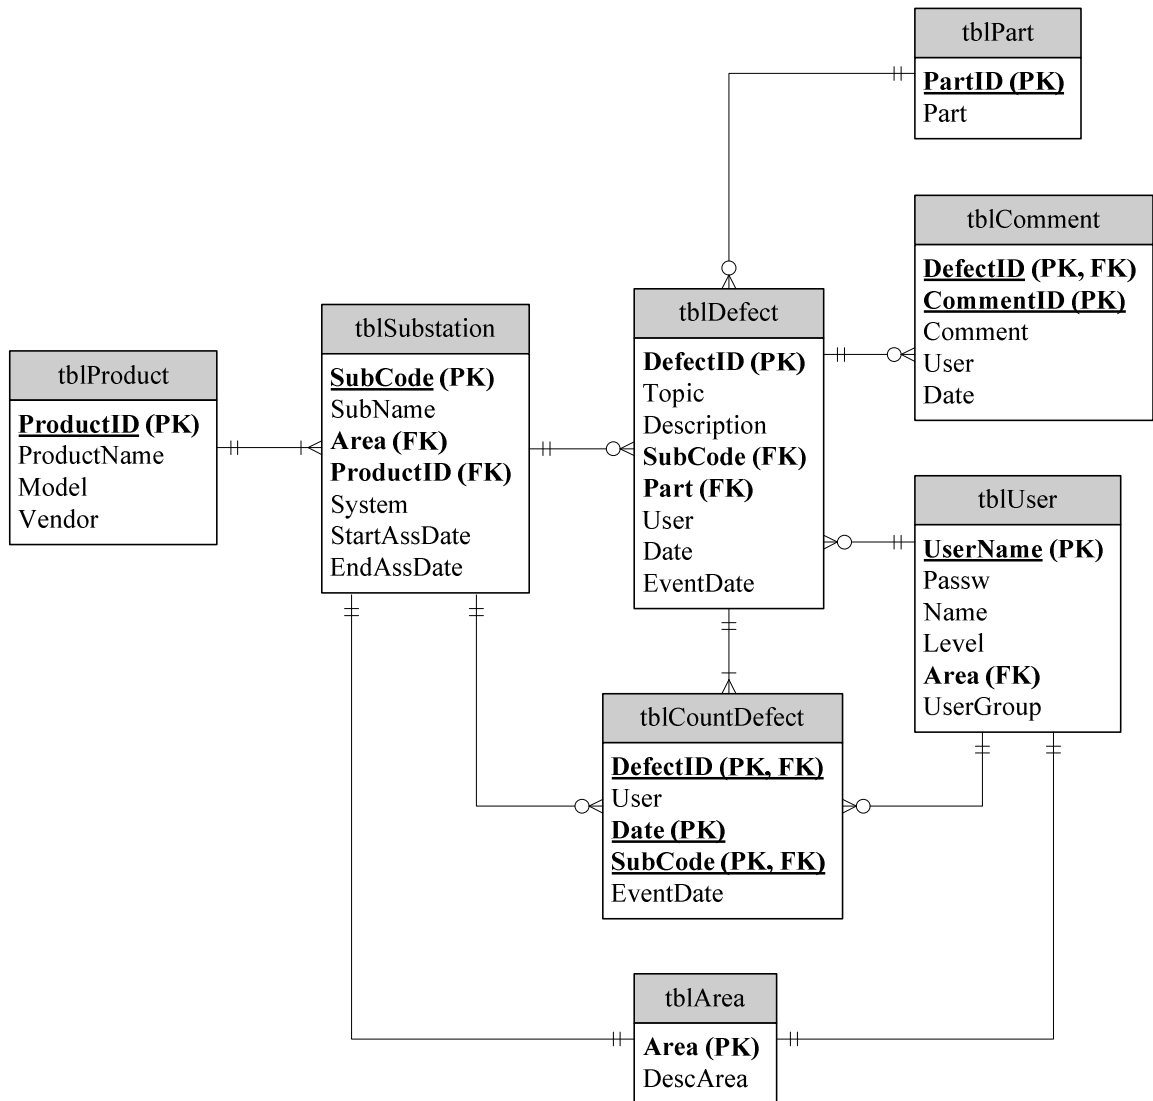 tblPart
PartID (PK)
Part
tblComment
DefectID (PK, FK)
CommentID (PK)
Comment
User
Date
tblDefect
DefectID (PK)
Topic
Description
SubCode (FK)
Part (FK)
User
Date
EventDate
tblSubstation
SubCode (PK)
SubName
Area (FK)
ProductID (FK)
System
StartAssDate
EndAssDate
tblProduct
ProductID (PK)
ProductName
Model
Vendor
tblUser
UserName (PK)
Passw
Name
Level
Area (FK)
UserGroup
tblCountDefect
DefectID (PK, FK)
User
Date (PK)
SubCode (PK, FK)
EventDate
tblArea
Area (PK)
DescArea